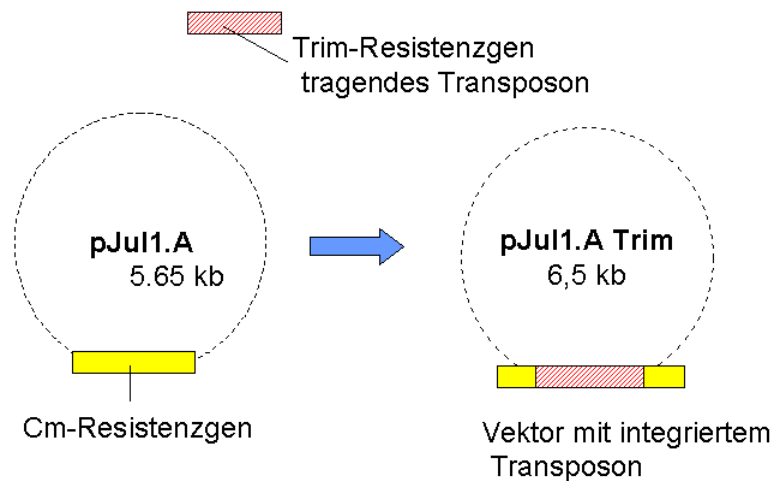 Trim-Resistenzgen
tragendes Transposon
pJul1.A
5.65 kb
pJul1.A Trim
6,5 kb
Cm-Resistenzgen
Vektor mit integriertem
Transposon